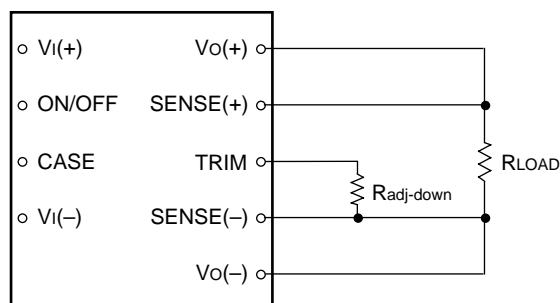 VI(+) VO(+)
ON/OFF SENSE(+)
CASE TRIM RLOAD
Radj-down
VI(–) SENSE(–)
VO(–)